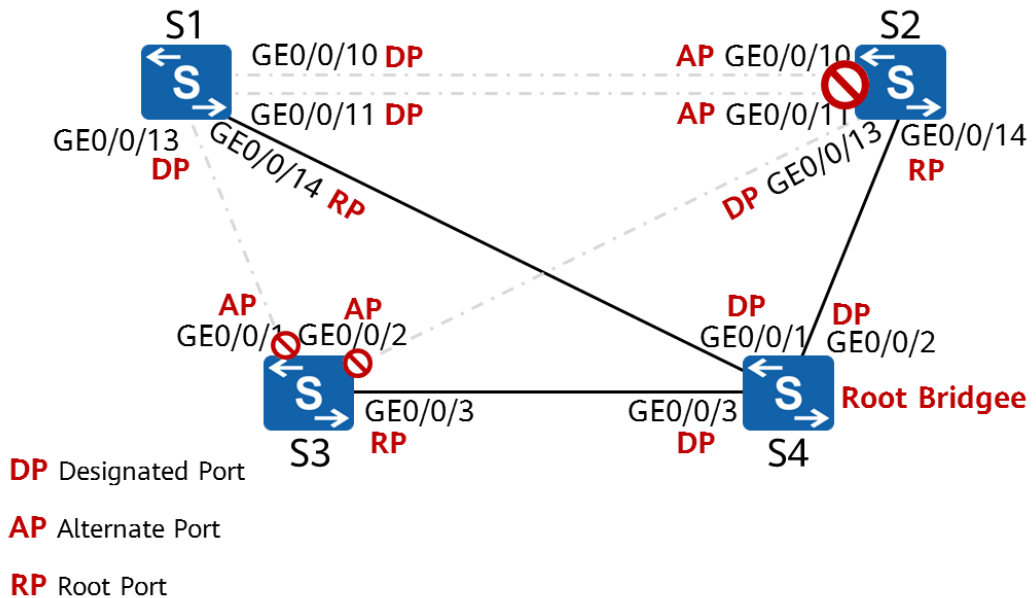 S1
S2
GE0/0/10 DP
AP GE0/0/10
S
S
GE0/0/11 DP
AP GE0/0/11
GE0/0/13
DP
GE0/0/14 RP
DP GE0/0/13
GE0/0/14
RP
AP
AP
DP
DP
GE0/0/1
GE0/0/2
GE0/0/1
GE0/0/2
S
S
Root Bridgee
GE0/0/3
RP
GE0/0/3
DP
S3
S4
DP Designated Port
AP Alternate Port
RP Root Port